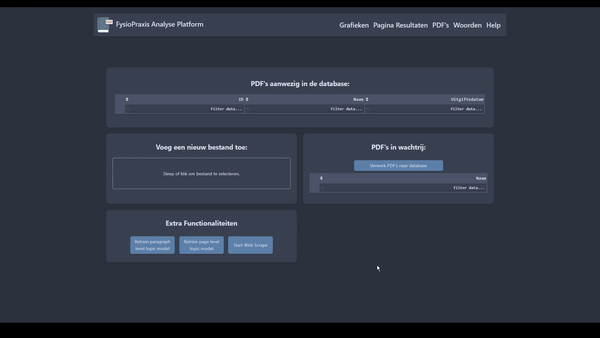 FysioPraxis Analyse Platform
Grafieken Pagina Resultaten PDF's Woorden Help
PDF's aanwezig in de database:
ID Naam Uitgiftedatum
filter data... filter data... filter data...
Voeg een nieuw bestand toe:
Sleep of klik om bestand te selecteren.
PDF's in wachtrij:
Verwerk PDF's naar database
Naam
filter data...
Extra Functionaliteiten
Retrain paragraph
level topic model
Retrain page level
topic model
Start Web Scrape